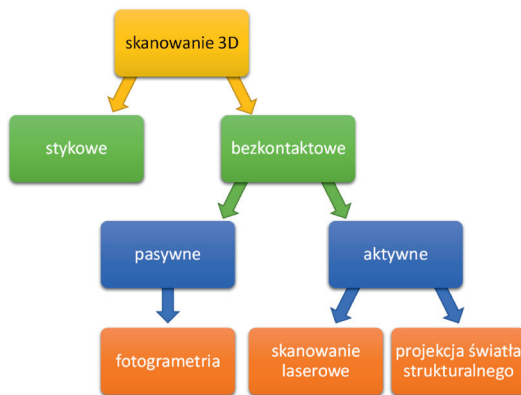 skanowanie 3D
stykowe
bezkontaktowe
pasywne
aktywne
fotogrametria
skanowanie
laserowe
projekcja światła
strukturalnego